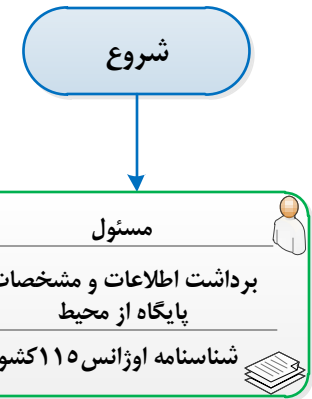 شروع
مسئول
برداشت اطلاعات و مشخصات
پایگاه از محیط
شناسنامه اوژانس۱۱۵کشو